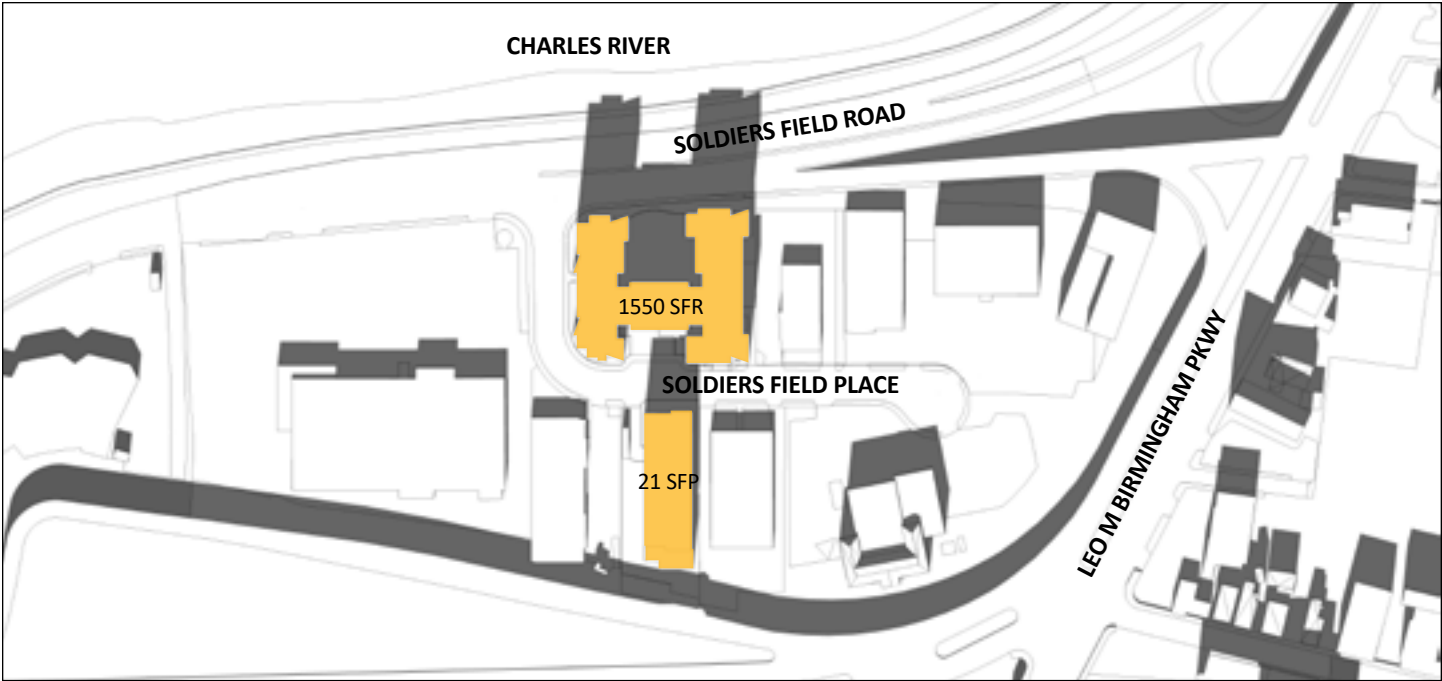 CHARLES RIVER
SOLDIERS FIELD ROAD
1550 SFR
SOLDIERS FIELD PLACE
21 SFP
LEO M BIRMINGHAM PKWY